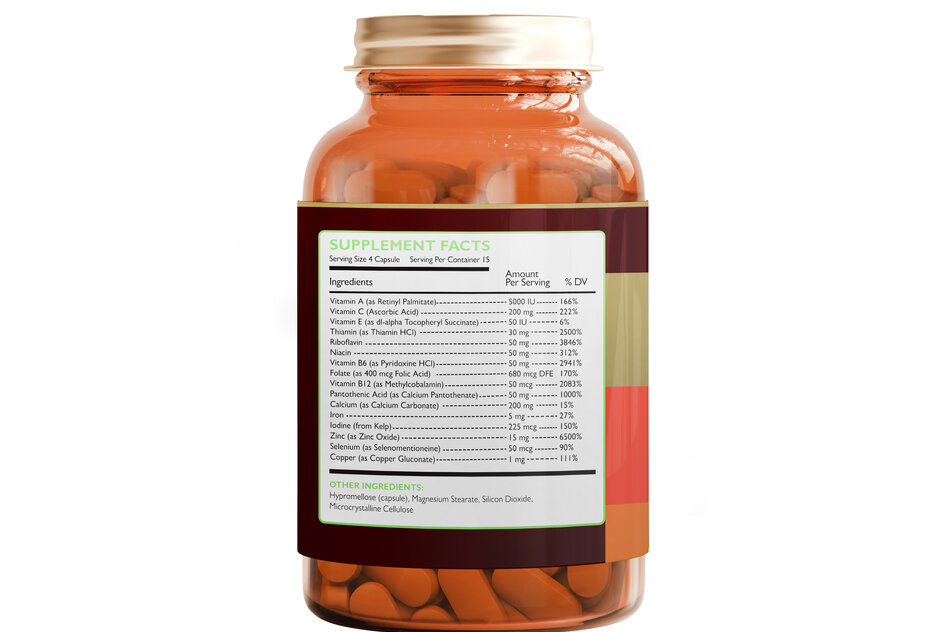 SUPPLEMENT FACTS
Serving Size 4 Capsule Serving Per Container 15
Ingredients Amount Per Serving % DV
Vitamin A (as Retinyl Palmitate) 5000 IU 166%
Vitamin C (Ascorbic Acid) 200 mg 222%
Vitamin E (as dl-alpha Tocopheryl Succinate) 50 IU 6%
Thiamin (as Thiamin HCl) 30 mg 2500%
Riboflavin 50 mg 3846%
Niacin 50 mg 312%
Vitamin B6 (as Pyridoxine HCl) 50 mg 2941%
Folate (as 400 mcg Folic Acid) 680 mcg DFE 170%
Vitamin B12 (as Methylcobalamin) 50 mcg 2083%
Pantothenic Acid (as Calcium Pantothenate) 50 mg 1000%
Calcium (as Calcium Carbonate) 200 mg 15%
Iron 5 mg 27%
Iodine (from Kelp) 225 mcg 150%
Zinc (as Zinc Oxide) 15 mg 6500%
Selenium (as Selenomentioneine) 50 mcg 90%
Copper (as Copper Gluconate) 1 mg 111%
OTHER INGREDIENTS:
Hypromellose (capsule), Magnesium Stearate, Silicon Dioxide,
Microcrystalline Cellulose